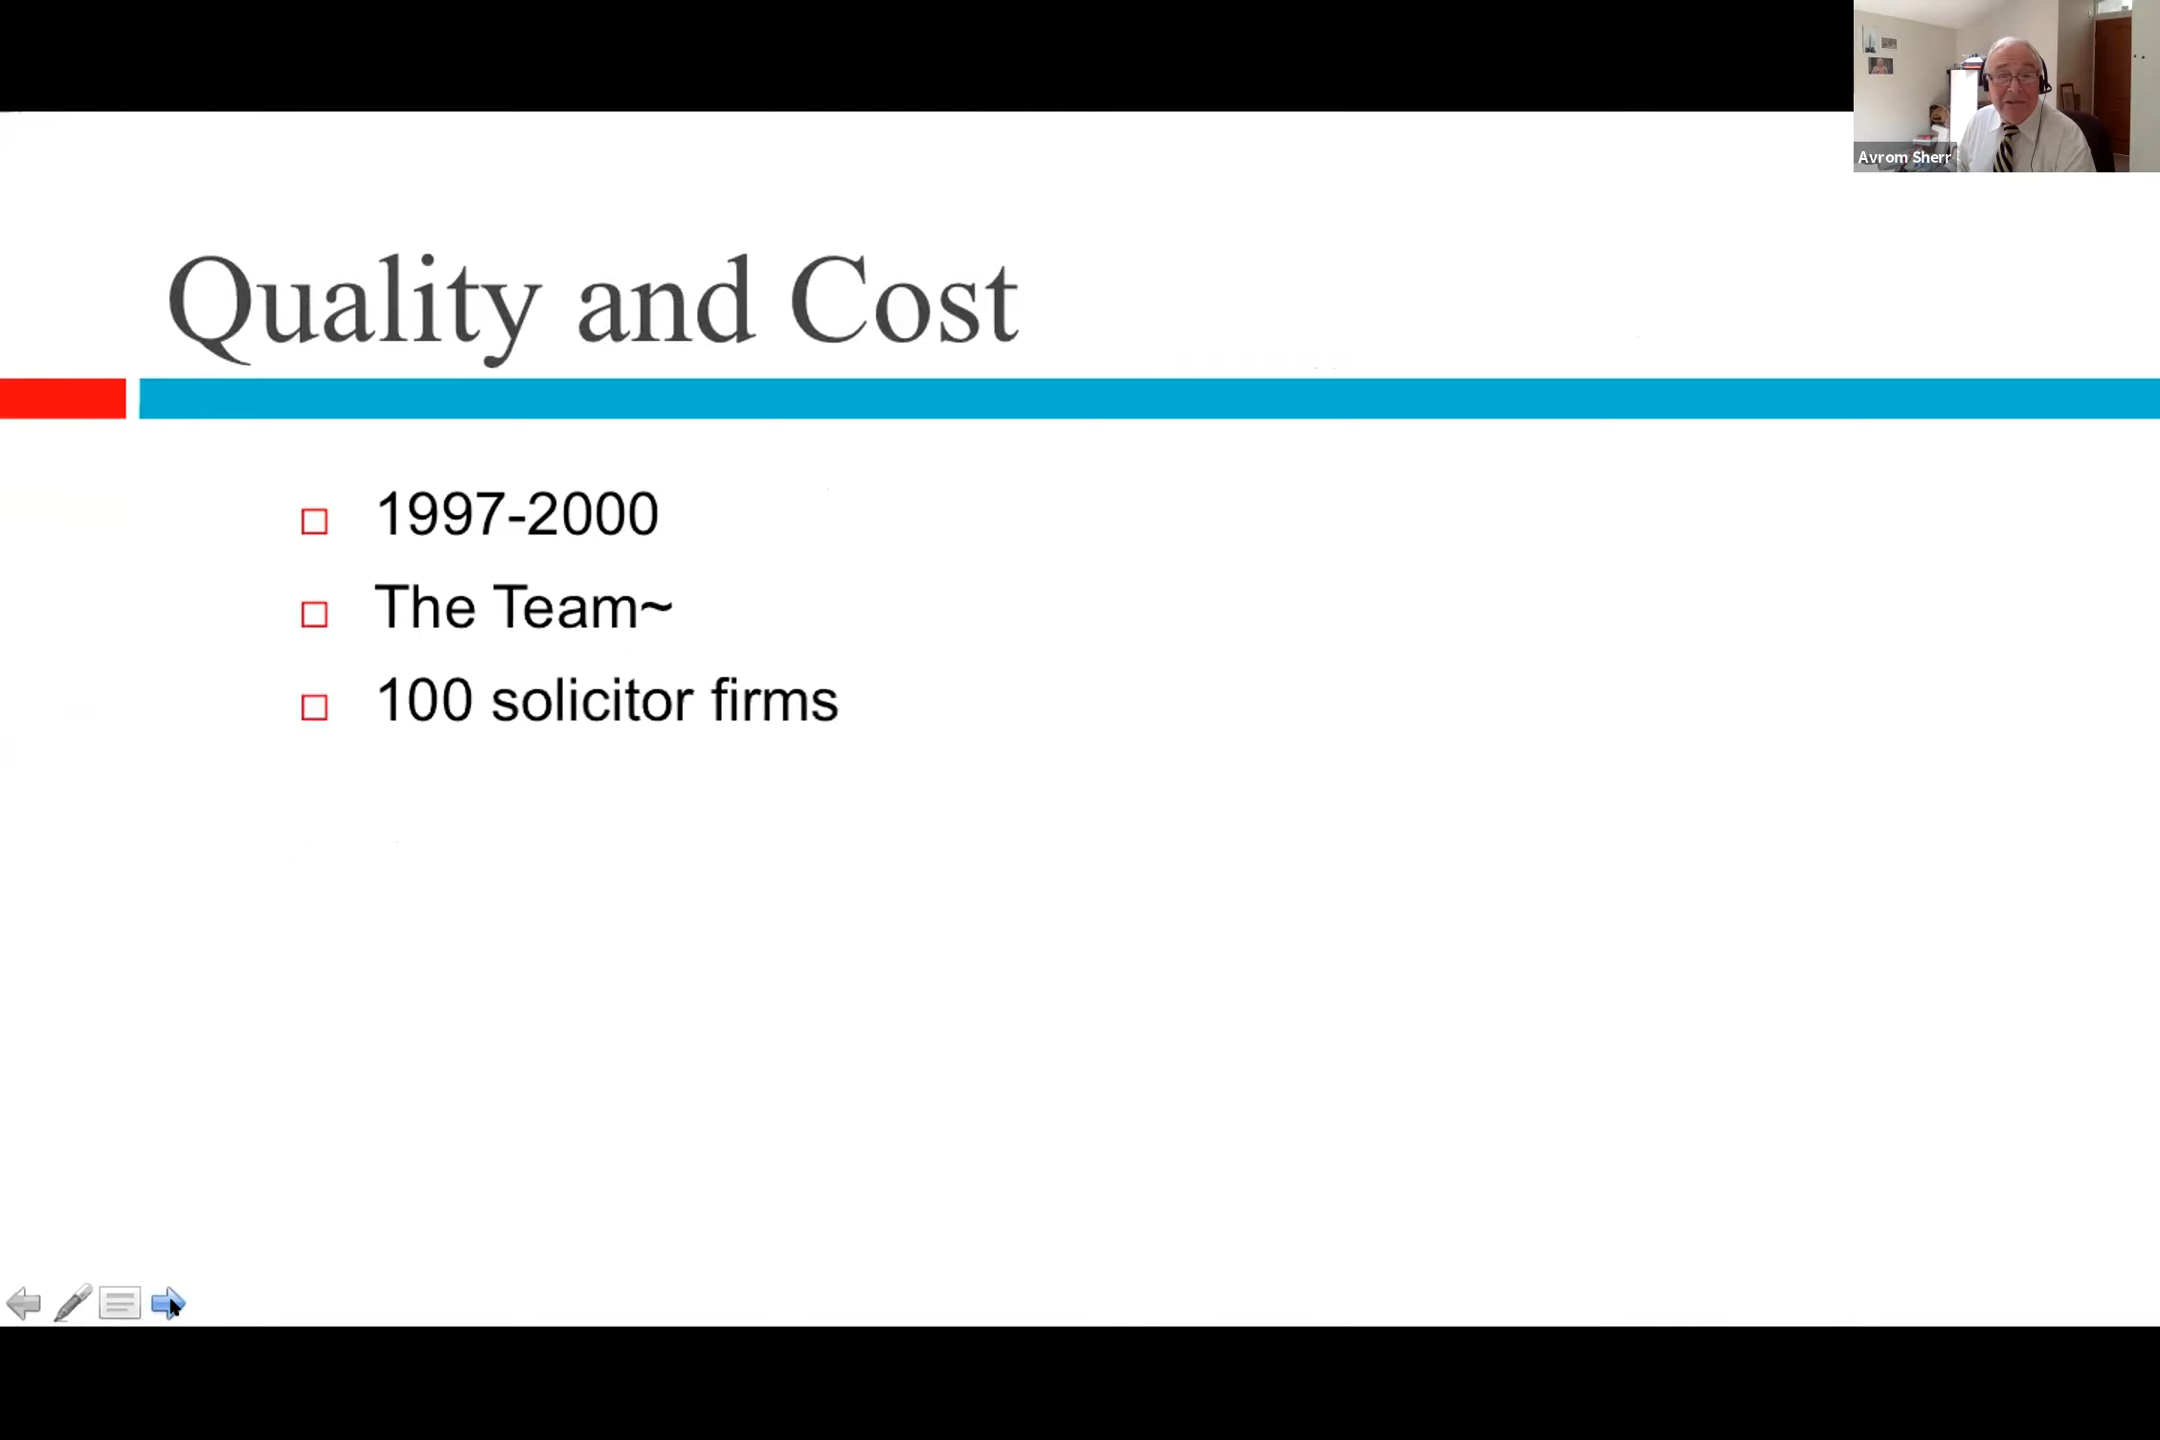 Avrom Sherr
Quality and Cost
1997-2000
The Team~
100 solicitor firms